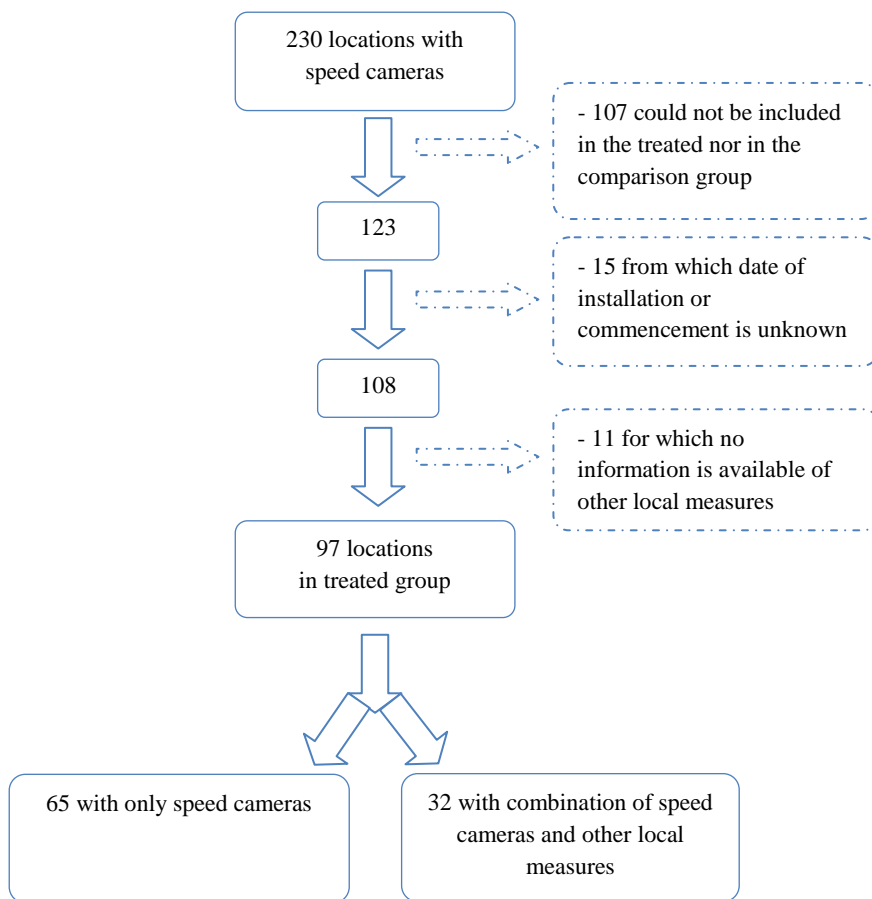 230 locations with
speed cameras
- 107 could not be included
in the treated nor in the
comparison group
123
- 15 from which date of
installation or
commencement is unknown
108
- 11 for which no
information is available of
other local measures
97 locations
in treated group
65 with only speed cameras
32 with combination of speed
cameras and other local
measures